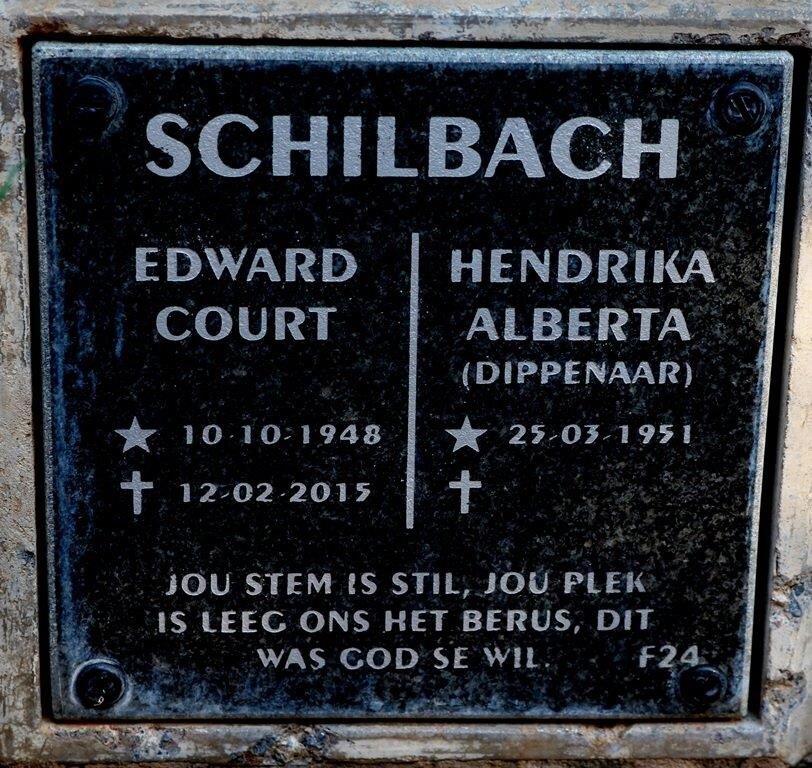 SCHILBACH
EDWARD
COURT
★ 10-10-1948
✝ 12-02-2015
HENDRIKA
ALBERTA
(DIPPENAAR)
★ 25-03-1951
✝
JOU STEM IS STIL, JOU PLEK
IS LEEG ONS HET BERUS, DIT
WAS GOD SE WIL.
F24